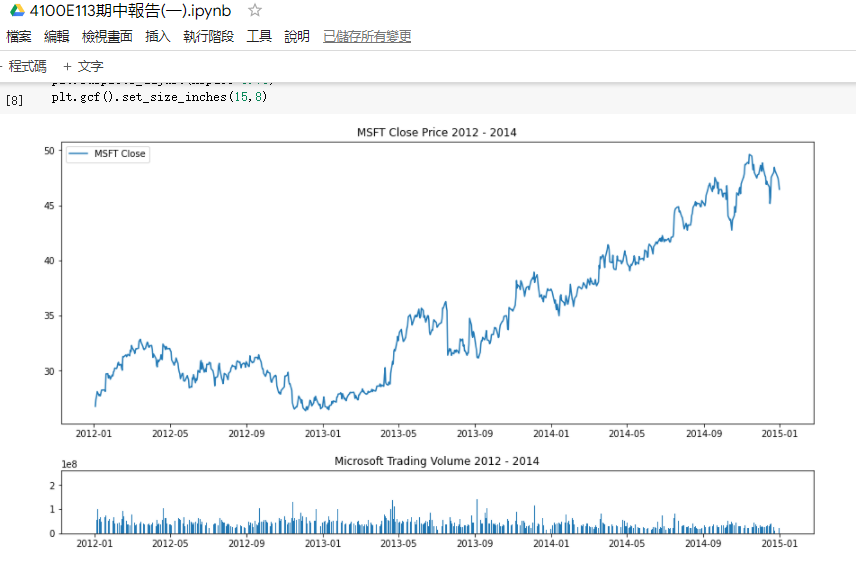 4100E113期中報告(一).ipynb
檔案 編輯 檢視畫面 插入 執行階段 工具 說明 已儲存所有變更
程式碼 + 文字
[8] plt.gcf().set_size_inches(15,8)
MSFT Close Price 2012 - 2014
MSFT Close
50
45
40
35
30
2012-01 2012-05 2012-09 2013-01 2013-05 2013-09 2014-01 2014-05 2014-09 2015-01
Microsoft Trading Volume 2012 - 2014
1e8
2
1
0
2012-01 2012-05 2012-09 2013-01 2013-05 2013-09 2014-01 2014-05 2014-09 2015-01